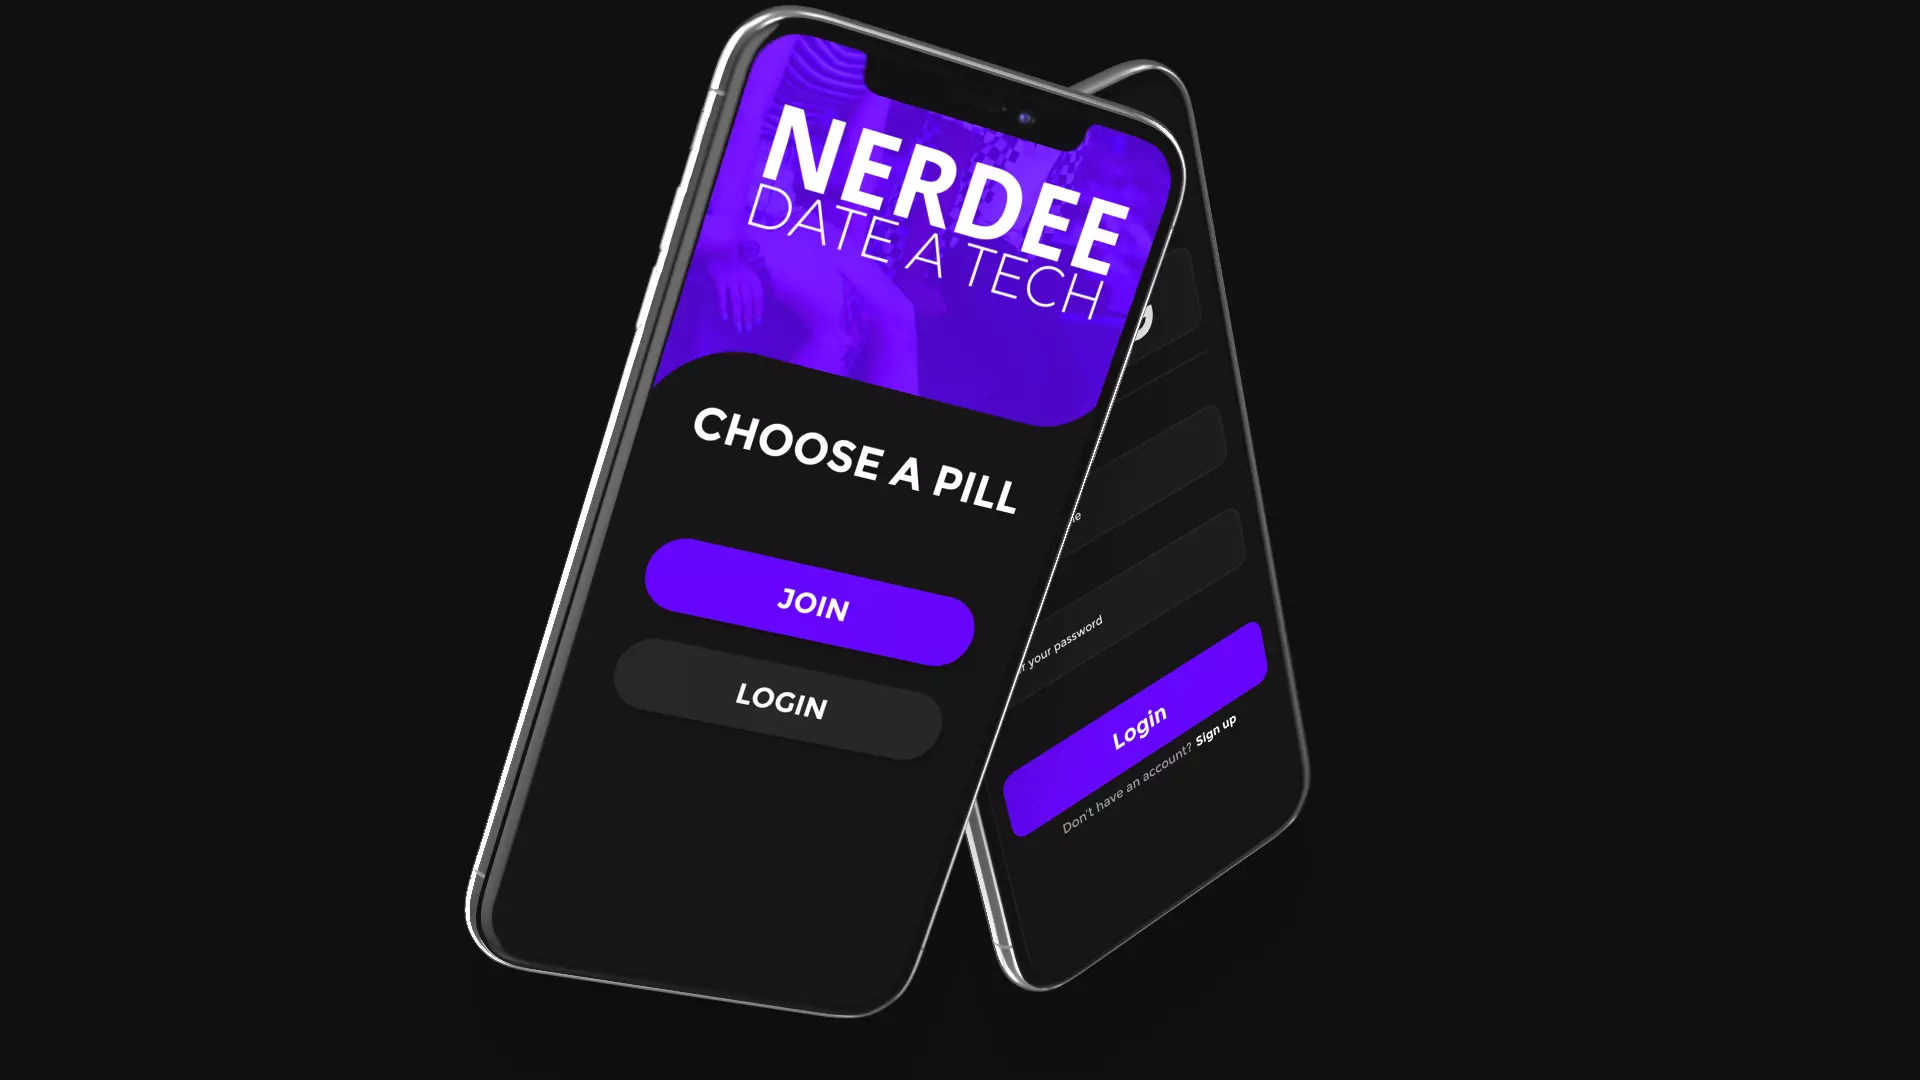 NERDEE
DATE A TECH
CHOOSE A PILL
JOIN
LOGIN
your password
Login
Don't have an account? Sign up